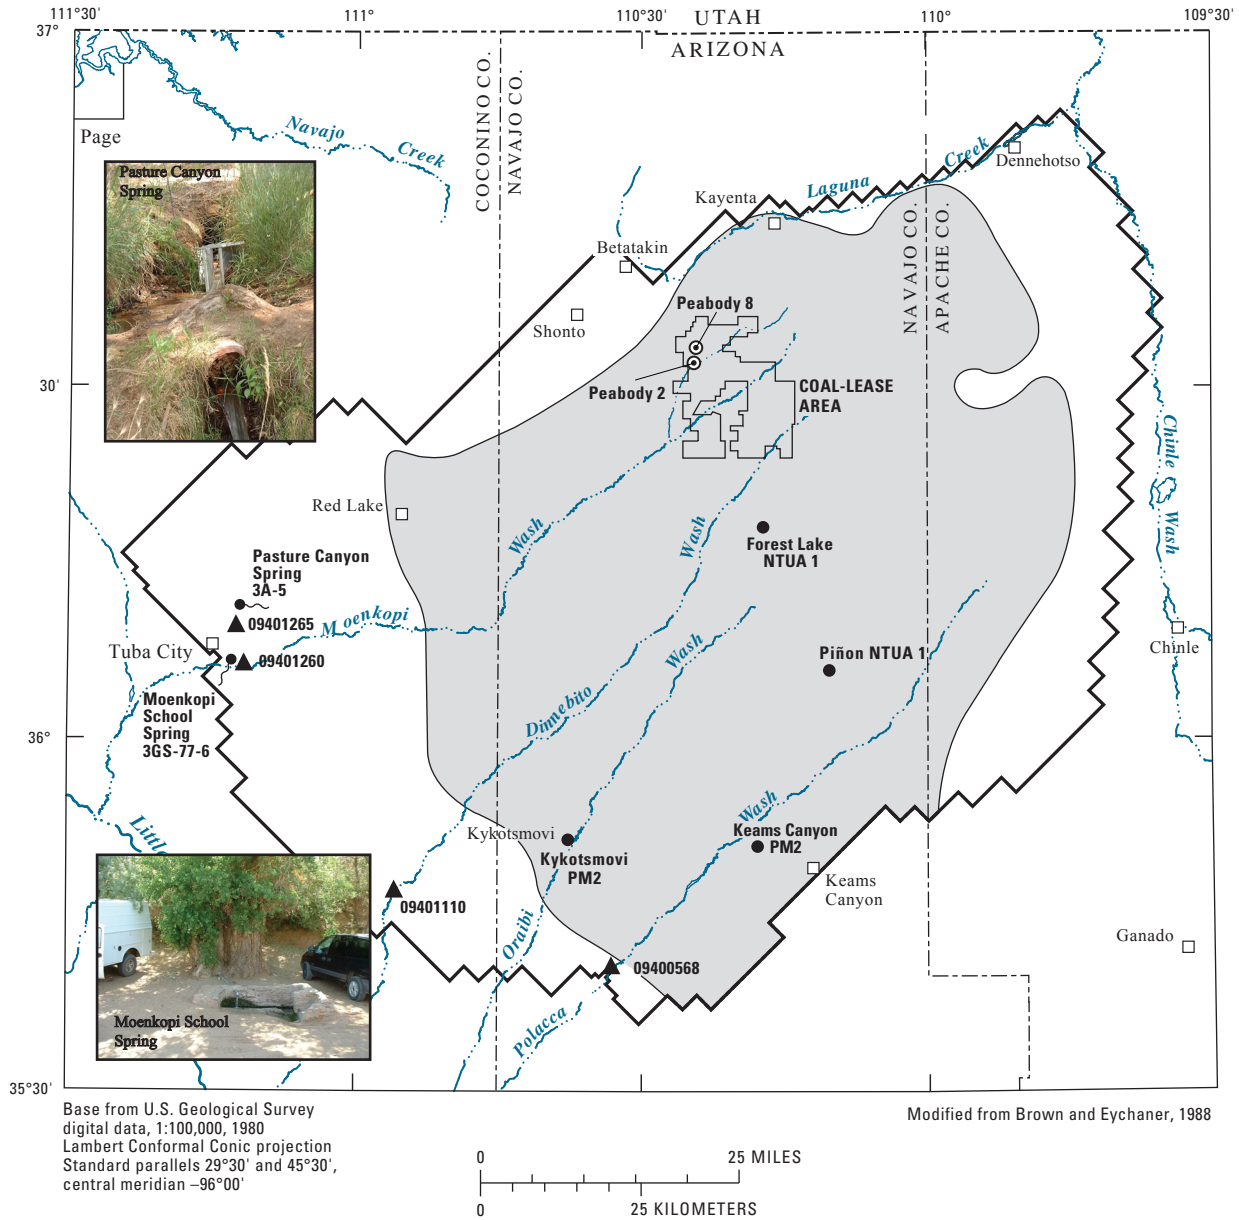 111°30'
111°
110°30'
110°
109°30'
37°
UTAH
ARIZONA
COCONINO CO.
NAVAJO CO.
Page
Navajo
Creek
Pasture Canyon
Spring
Laguna
Creek
Dennehotso
Kayenta
Betatakin
NAVAJO CO.
APACHE CO.
Peabody 8
Shonto
Peabody 2
COAL-LEASE
AREA
30'
Chinle
Wash
Red Lake
Wash
Wash
Forest Lake
NTUA 1
Pasture Canyon
Spring
3A-5
09401265
Moenkopi
Tuba City
09401260
Wash
Piñon NTUA 1
Chinle
Moenkopi
School
Spring
3GS-77-6
Dinnebito
36°
Little
Wash
Kykotsmovi
Kykotsmovi
PM2
Keams Canyon
PM2
Keams
Canyon
09401110
Oraibi
Ganado
09400568
Polacca
Moenkopi School
Spring
35°30'
Base from U.S. Geological Survey
digital data, 1:100,000, 1980
Lambert Conformal Conic projection
Standard parallels 29°30' and 45°30',
central meridian –96°00'
Modified from Brown and Eychaner, 1988
0
25 MILES
0
25 KILOMETERS